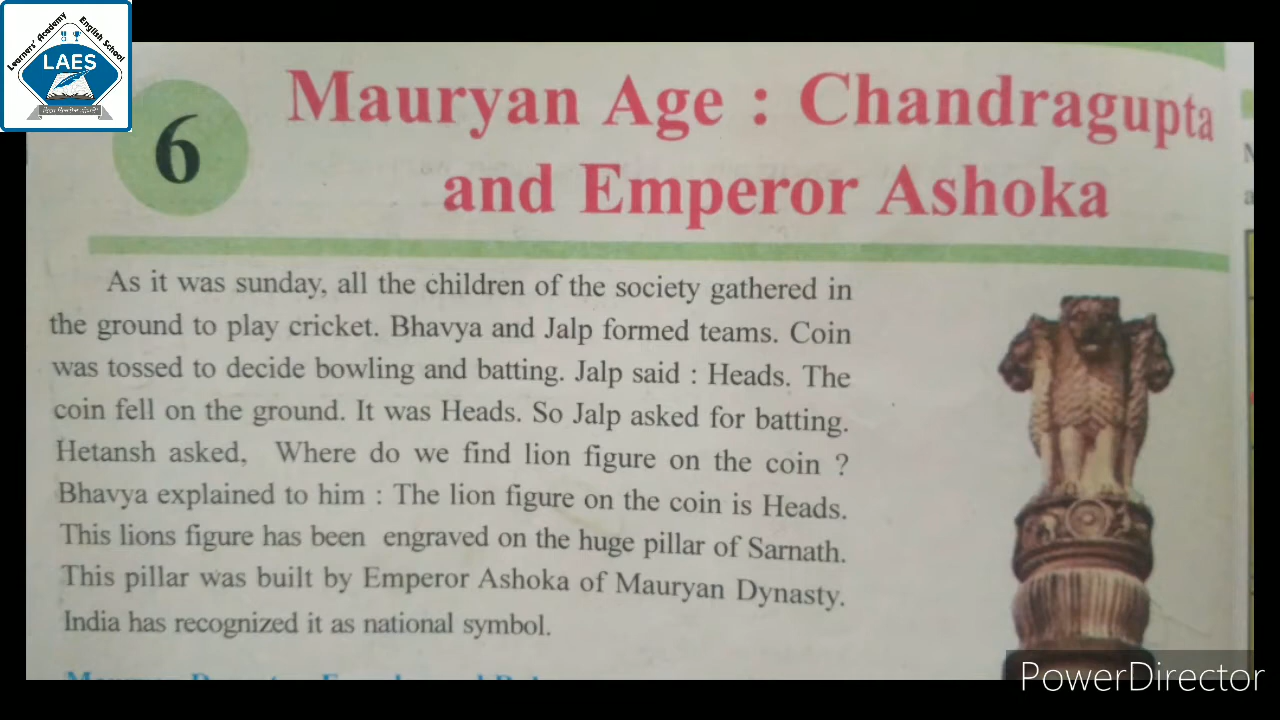 Learners' Academy English School
LAES
6
Mauryan Age : Chandragupta
and Emperor Ashoka
As it was sunday, all the children of the society gathered in
the ground to play cricket. Bhavya and Jalp formed teams. Coin
was tossed to decide bowling and batting. Jalp said : Heads. The
coin fell on the ground. It was Heads. So Jalp asked for batting.
Hetansh asked, Where do we find lion figure on the coin ?
Bhavya explained to him : The lion figure on the coin is Heads.
This lions figure has been engraved on the huge pillar of Sarnath.
This pillar was built by Emperor Ashoka of Mauryan Dynasty.
India has recognized it as national symbol.
PowerDirector